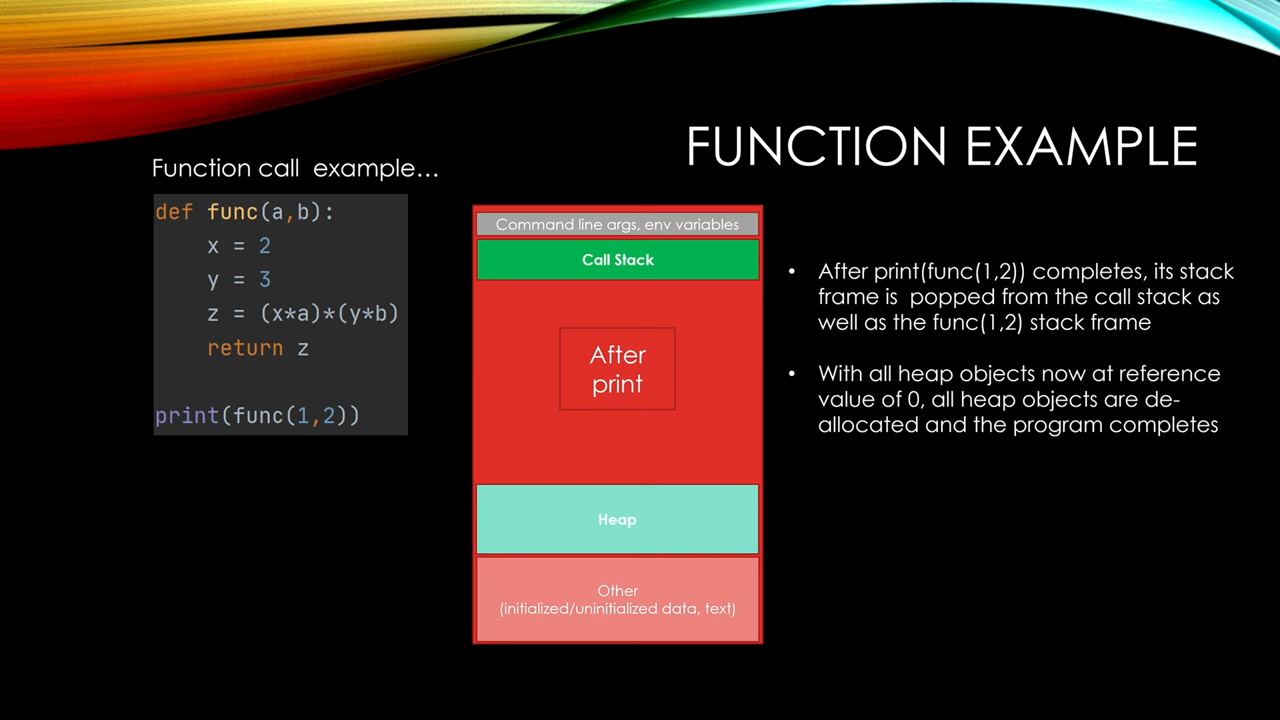 FUNCTION EXAMPLE
Function call  example…
def func(a,b):
    x = 2
    y = 3
    z = (x*a)*(y*b)
    return z
print(func(1,2))
Command line args, env variables
Call Stack
After
print
Heap
Other
(initialized/uninitialized data, text)
• After print(func(1,2)) completes, its stack
frame is  popped from the call stack as
well as the func(1,2) stack frame
• With all heap objects now at reference
value of 0, all heap objects are de-
allocated and the program completes